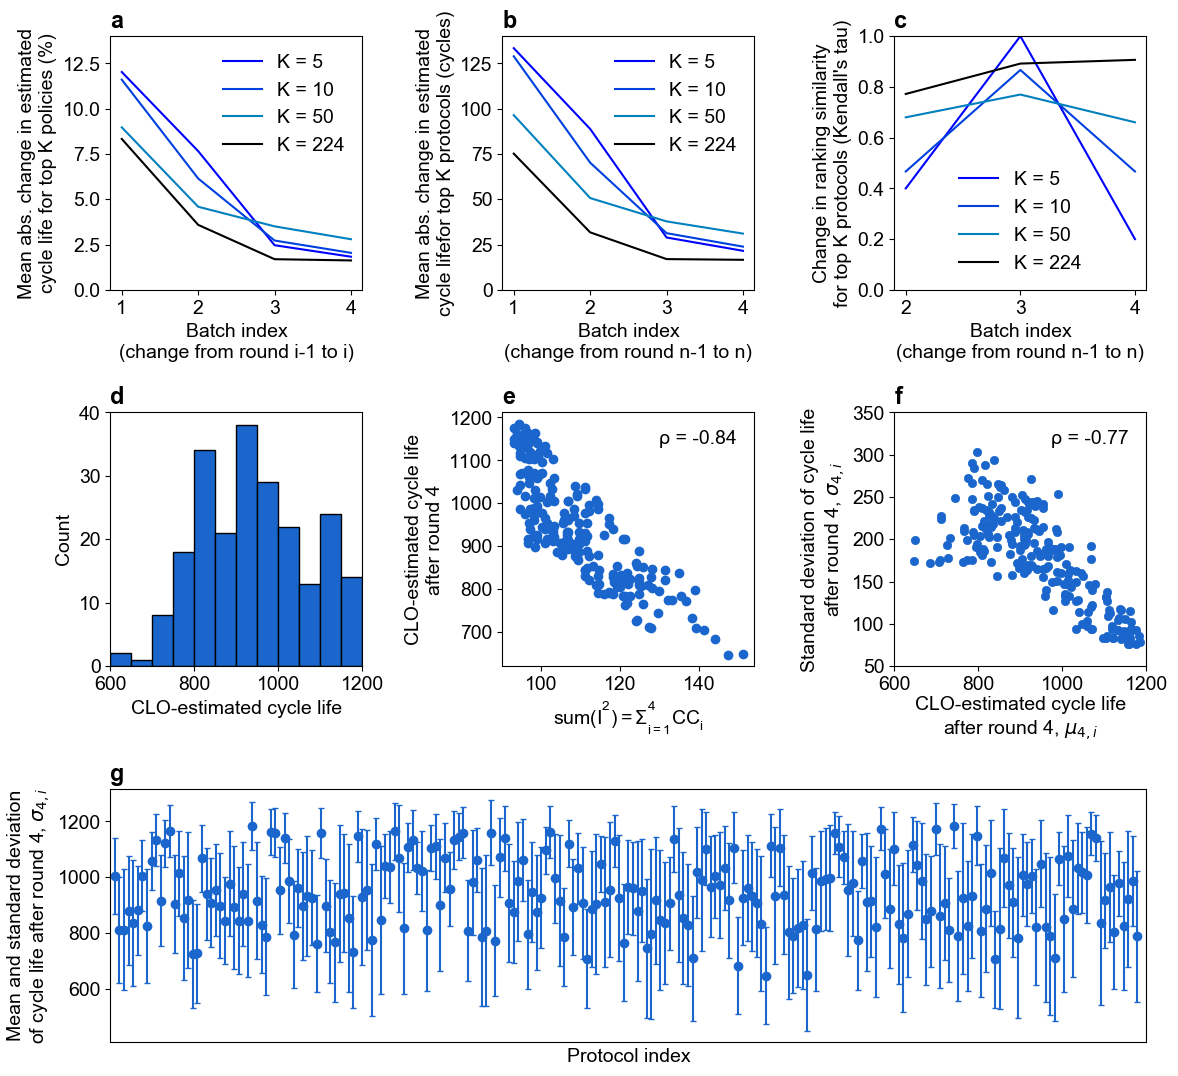 a
Mean abs. change in estimated
cycle life for top K policies (%)
12.5
10.0
7.5
5.0
2.5
0.0
K = 5
K = 10
K = 50
K = 224
1 2 3 4
Batch index
(change from round i-1 to i)
b
Mean abs. change in estimated
cycle lifefor top K protocols (cycles)
125
100
75
50
25
0
K = 5
K = 10
K = 50
K = 224
1 2 3 4
Batch index
(change from round n-1 to n)
c
Change in ranking similarity
for top K protocols (Kendall's tau)
1.0
0.8
0.6
0.4
0.2
0.0
K = 5
K = 10
K = 50
K = 224
2 3 4
Batch index
(change from round n-1 to n)
d
Count
40
30
20
10
0
600 800 1000 1200
CLO-estimated cycle life
e
CLO-estimated cycle life
after round 4
1200
1100
1000
900
800
700
ρ = -0.84
100 120 140
sum(I²) = Σ⁴ᵢ₌₁CCᵢ
f
Standard deviation of cycle life
after round 4, σ₄,ᵢ
350
300
250
200
150
100
50
ρ = -0.77
600 800 1000 1200
CLO-estimated cycle life
after round 4, μ₄,ᵢ
g
Mean and standard deviation
of cycle life after round 4, σ₄,ᵢ
1200
1000
800
600
Protocol index